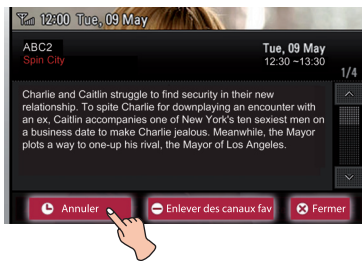 12:00 Tue, 09 May
ABC2
Tue, 09 May
Spin City
12:30 ~13:30
1/4
Charlie and Caitlin struggle to find security in their new
relationship. To spite Charlie for downplaying an encounter with
an ex, Caitlin accompanies one of New York's ten sexiest men on
a business date to make Charlie jealous. Meanwhile, the Mayor
plots a way to one-up his rival, the Mayor of Los Angeles.
Annuler
Enlever des canaux fav
Fermer